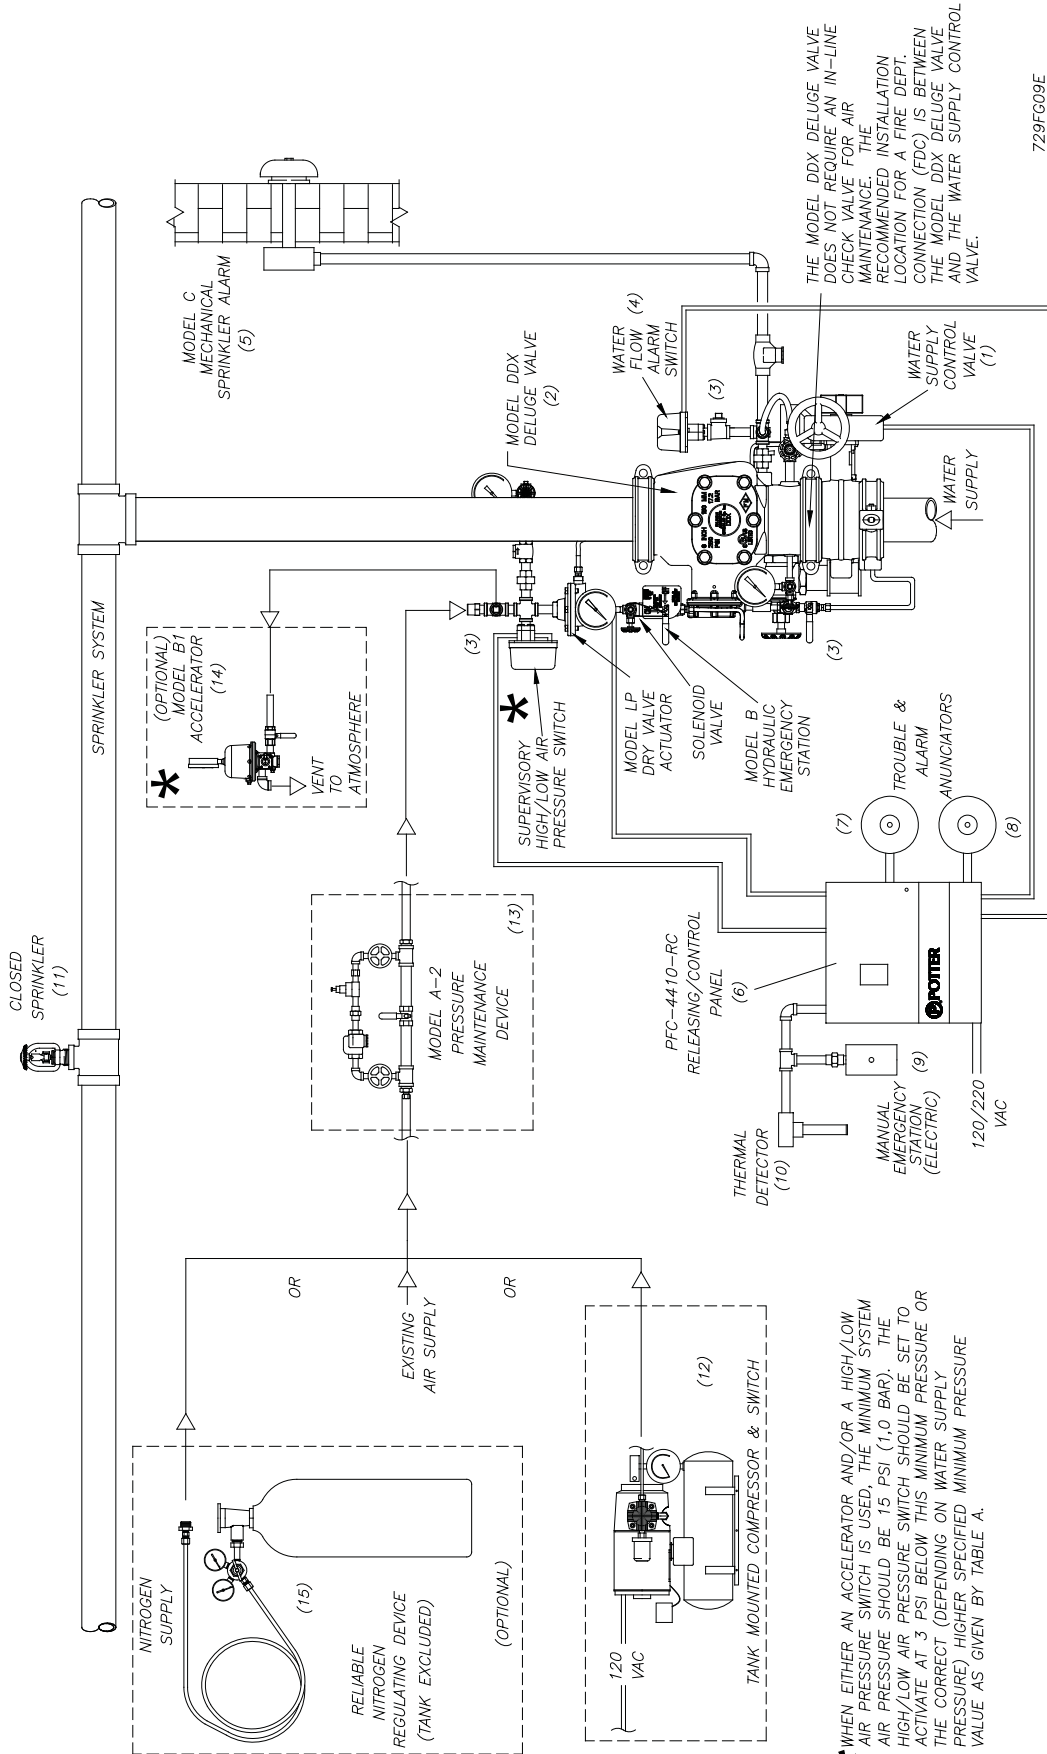 CLOSED
SPRINKLER
(11)
SPRINKLER SYSTEM
NITROGEN
SUPPLY
(15)
RELIABLE
NITROGEN
REGULATING DEVICE
(TANK EXCLUDED)
(OPTIONAL)
OR
EXISTING
AIR SUPPLY
OR
120
VAC
(12)
TANK MOUNTED COMPRESSOR & SWITCH
MODEL A-2
PRESSURE
MAINTENANCE
DEVICE
(13)
(OPTIONAL)
MODEL B1
ACCELERATOR
(14)
*
VENT
TO
ATMOSPHERE
MODEL C
MECHANICAL
SPRINKLER ALARM
(5)
(3)
*
SUPERVISORY
HIGH/LOW AIR
PRESSURE SWITCH
MODEL LP
DRY VALVE
ACTUATOR
SOLENOID
VALVE
MODEL B
HYDRAULIC
EMERGENCY
STATION
(3)
MODEL DDX
DELUGE VALVE
(2)
WATER
FLOW (4)
ALARM
SWITCH
(3)
WATER
SUPPLY
CONTROL
VALVE
(1)
WATER
SUPPLY
THE MODEL DDX DELUGE VALVE
DOES NOT REQUIRE AN IN-LINE
CHECK VALVE FOR AIR
MAINTENANCE. THE
RECOMMENDED INSTALLATION
LOCATION FOR A FIRE DEPT.
CONNECTION (FDC) IS BETWEEN
THE MODEL DDX DELUGE VALVE
AND THE WATER SUPPLY CONTROL
VALVE.
PFC-4410-RC
RELEASING/CONTROL
PANEL
(6)
POTTER
(7)
TROUBLE &
ALARM
ANUNCIATORS
(8)
THERMAL
DETECTOR
(10)
MANUAL
EMERGENCY
STATION
(ELECTRIC)
(9)
120/220
VAC
WHEN EITHER AN ACCELERATOR AND/OR A HIGH/LOW
AIR PRESSURE SWITCH IS USED, THE MINIMUM SYSTEM
AIR PRESSURE SHOULD BE 15 PSI (1,0 BAR). THE
HIGH/LOW AIR PRESSURE SWITCH SHOULD BE SET TO
ACTIVATE AT 3 PSI BELOW THIS MINIMUM PRESSURE OR
THE CORRECT (DEPENDING ON WATER SUPPLY
PRESSURE) HIGHER SPECIFIED MINIMUM PRESSURE
VALUE AS GIVEN BY TABLE A.
729FG09E